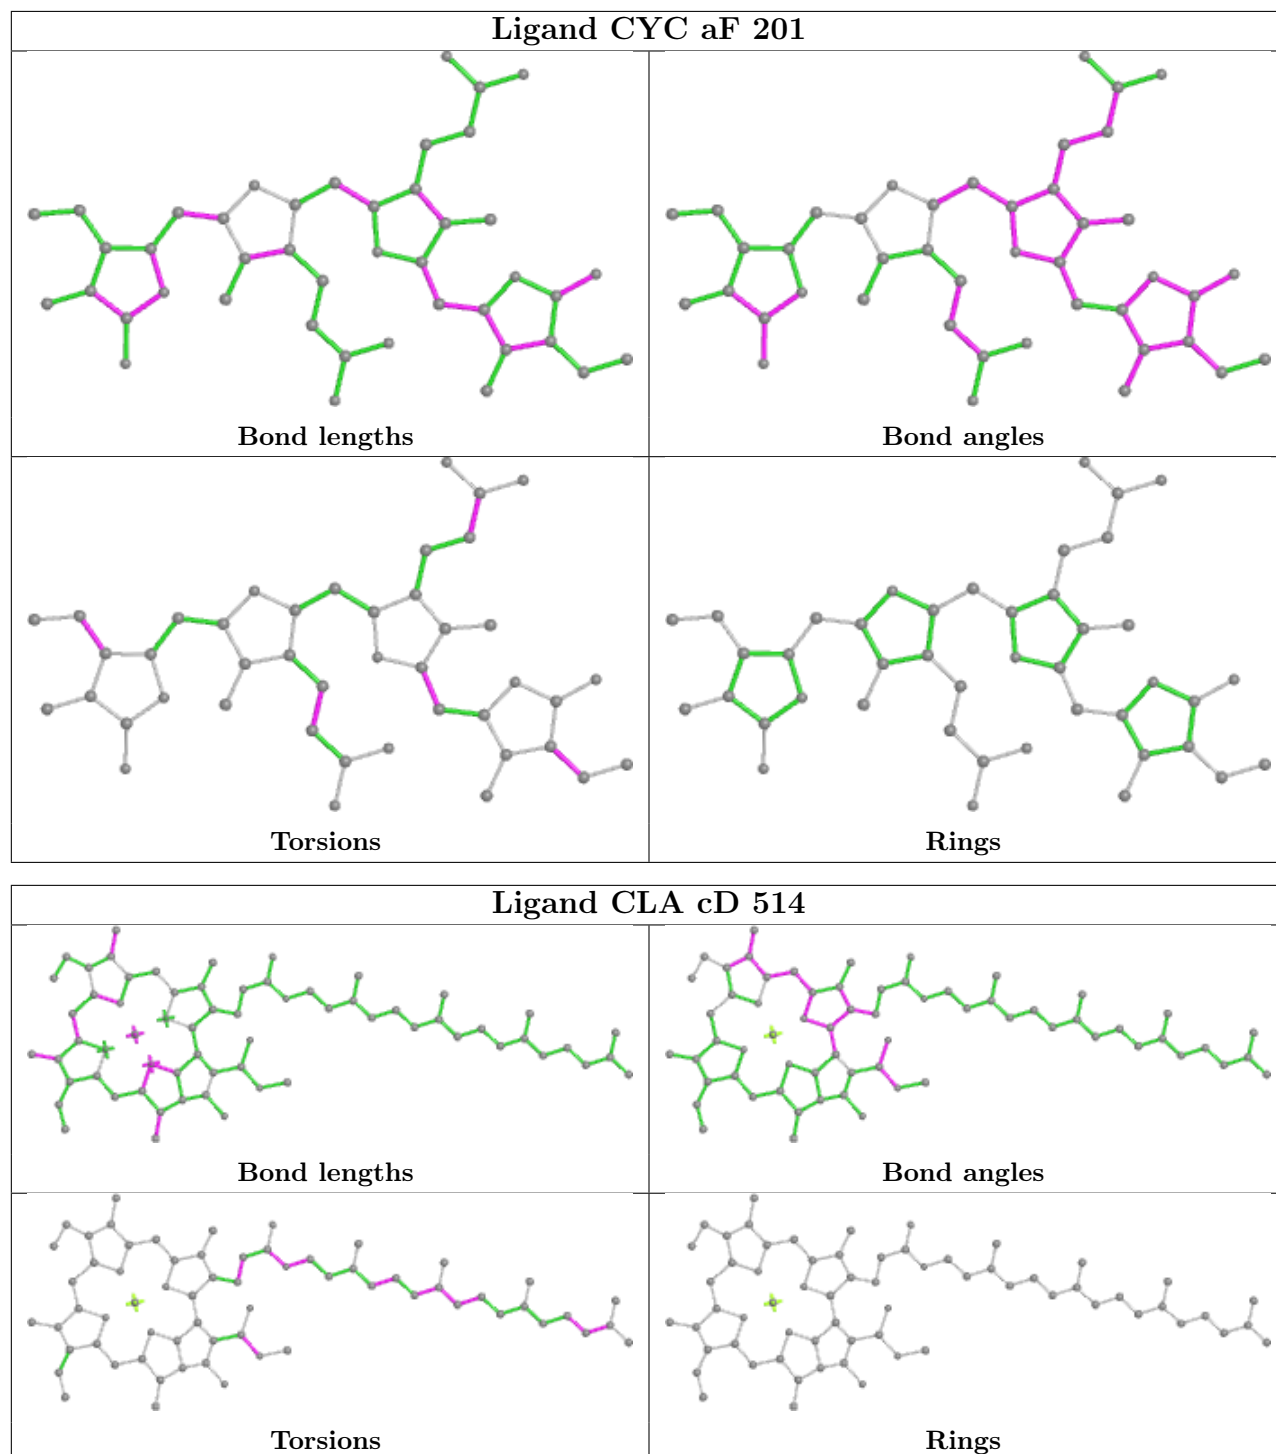 Ligand CYC aF 201
Bond lengths
Bond angles
Torsions
Rings
Ligand CLA cD 514
Bond lengths
Bond angles
Torsions
Rings